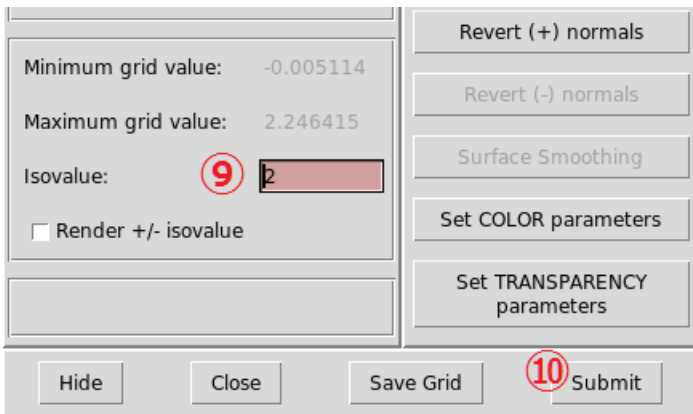 Minimum grid value: -0.005114
Maximum grid value: 2.246415
Isovalue: ⑨ 2
Render +/- isovalue
Revert (+) normals
Revert (-) normals
Surface Smoothing
Set COLOR parameters
Set TRANSPARENCY
parameters
Hide Close Save Grid ⑩ Submit